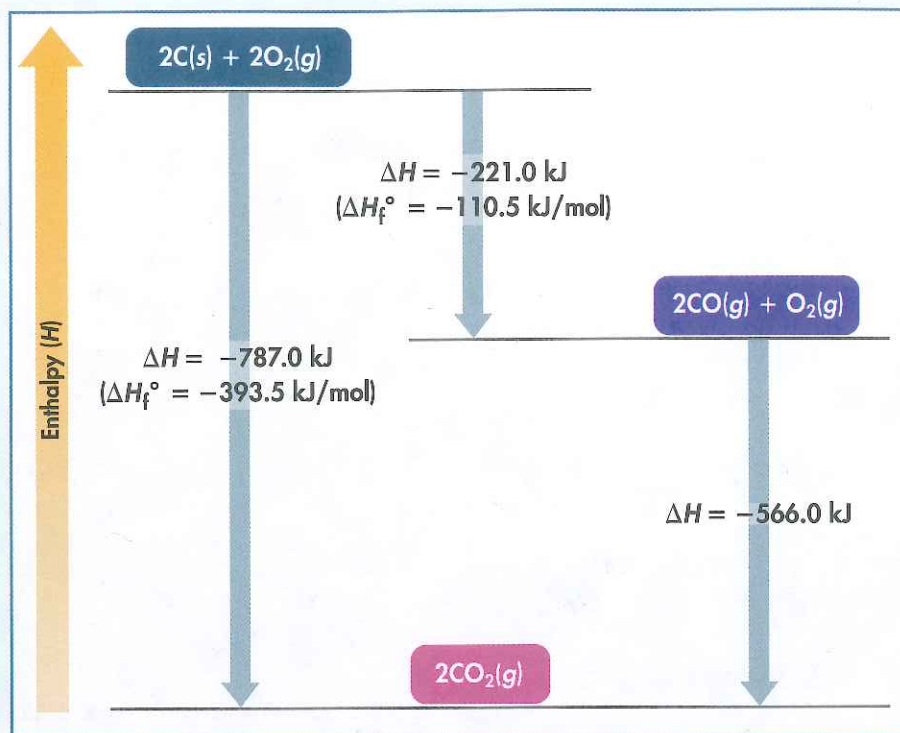 2C(s) + 2O₂(g)
ΔH = −221.0 kJ
(ΔHf° = −110.5 kJ/mol)
2CO(g) + O₂(g)
Enthalpy (H)
ΔH = −787.0 kJ
(ΔHf° = −393.5 kJ/mol)
ΔH = −566.0 kJ
2CO₂(g)